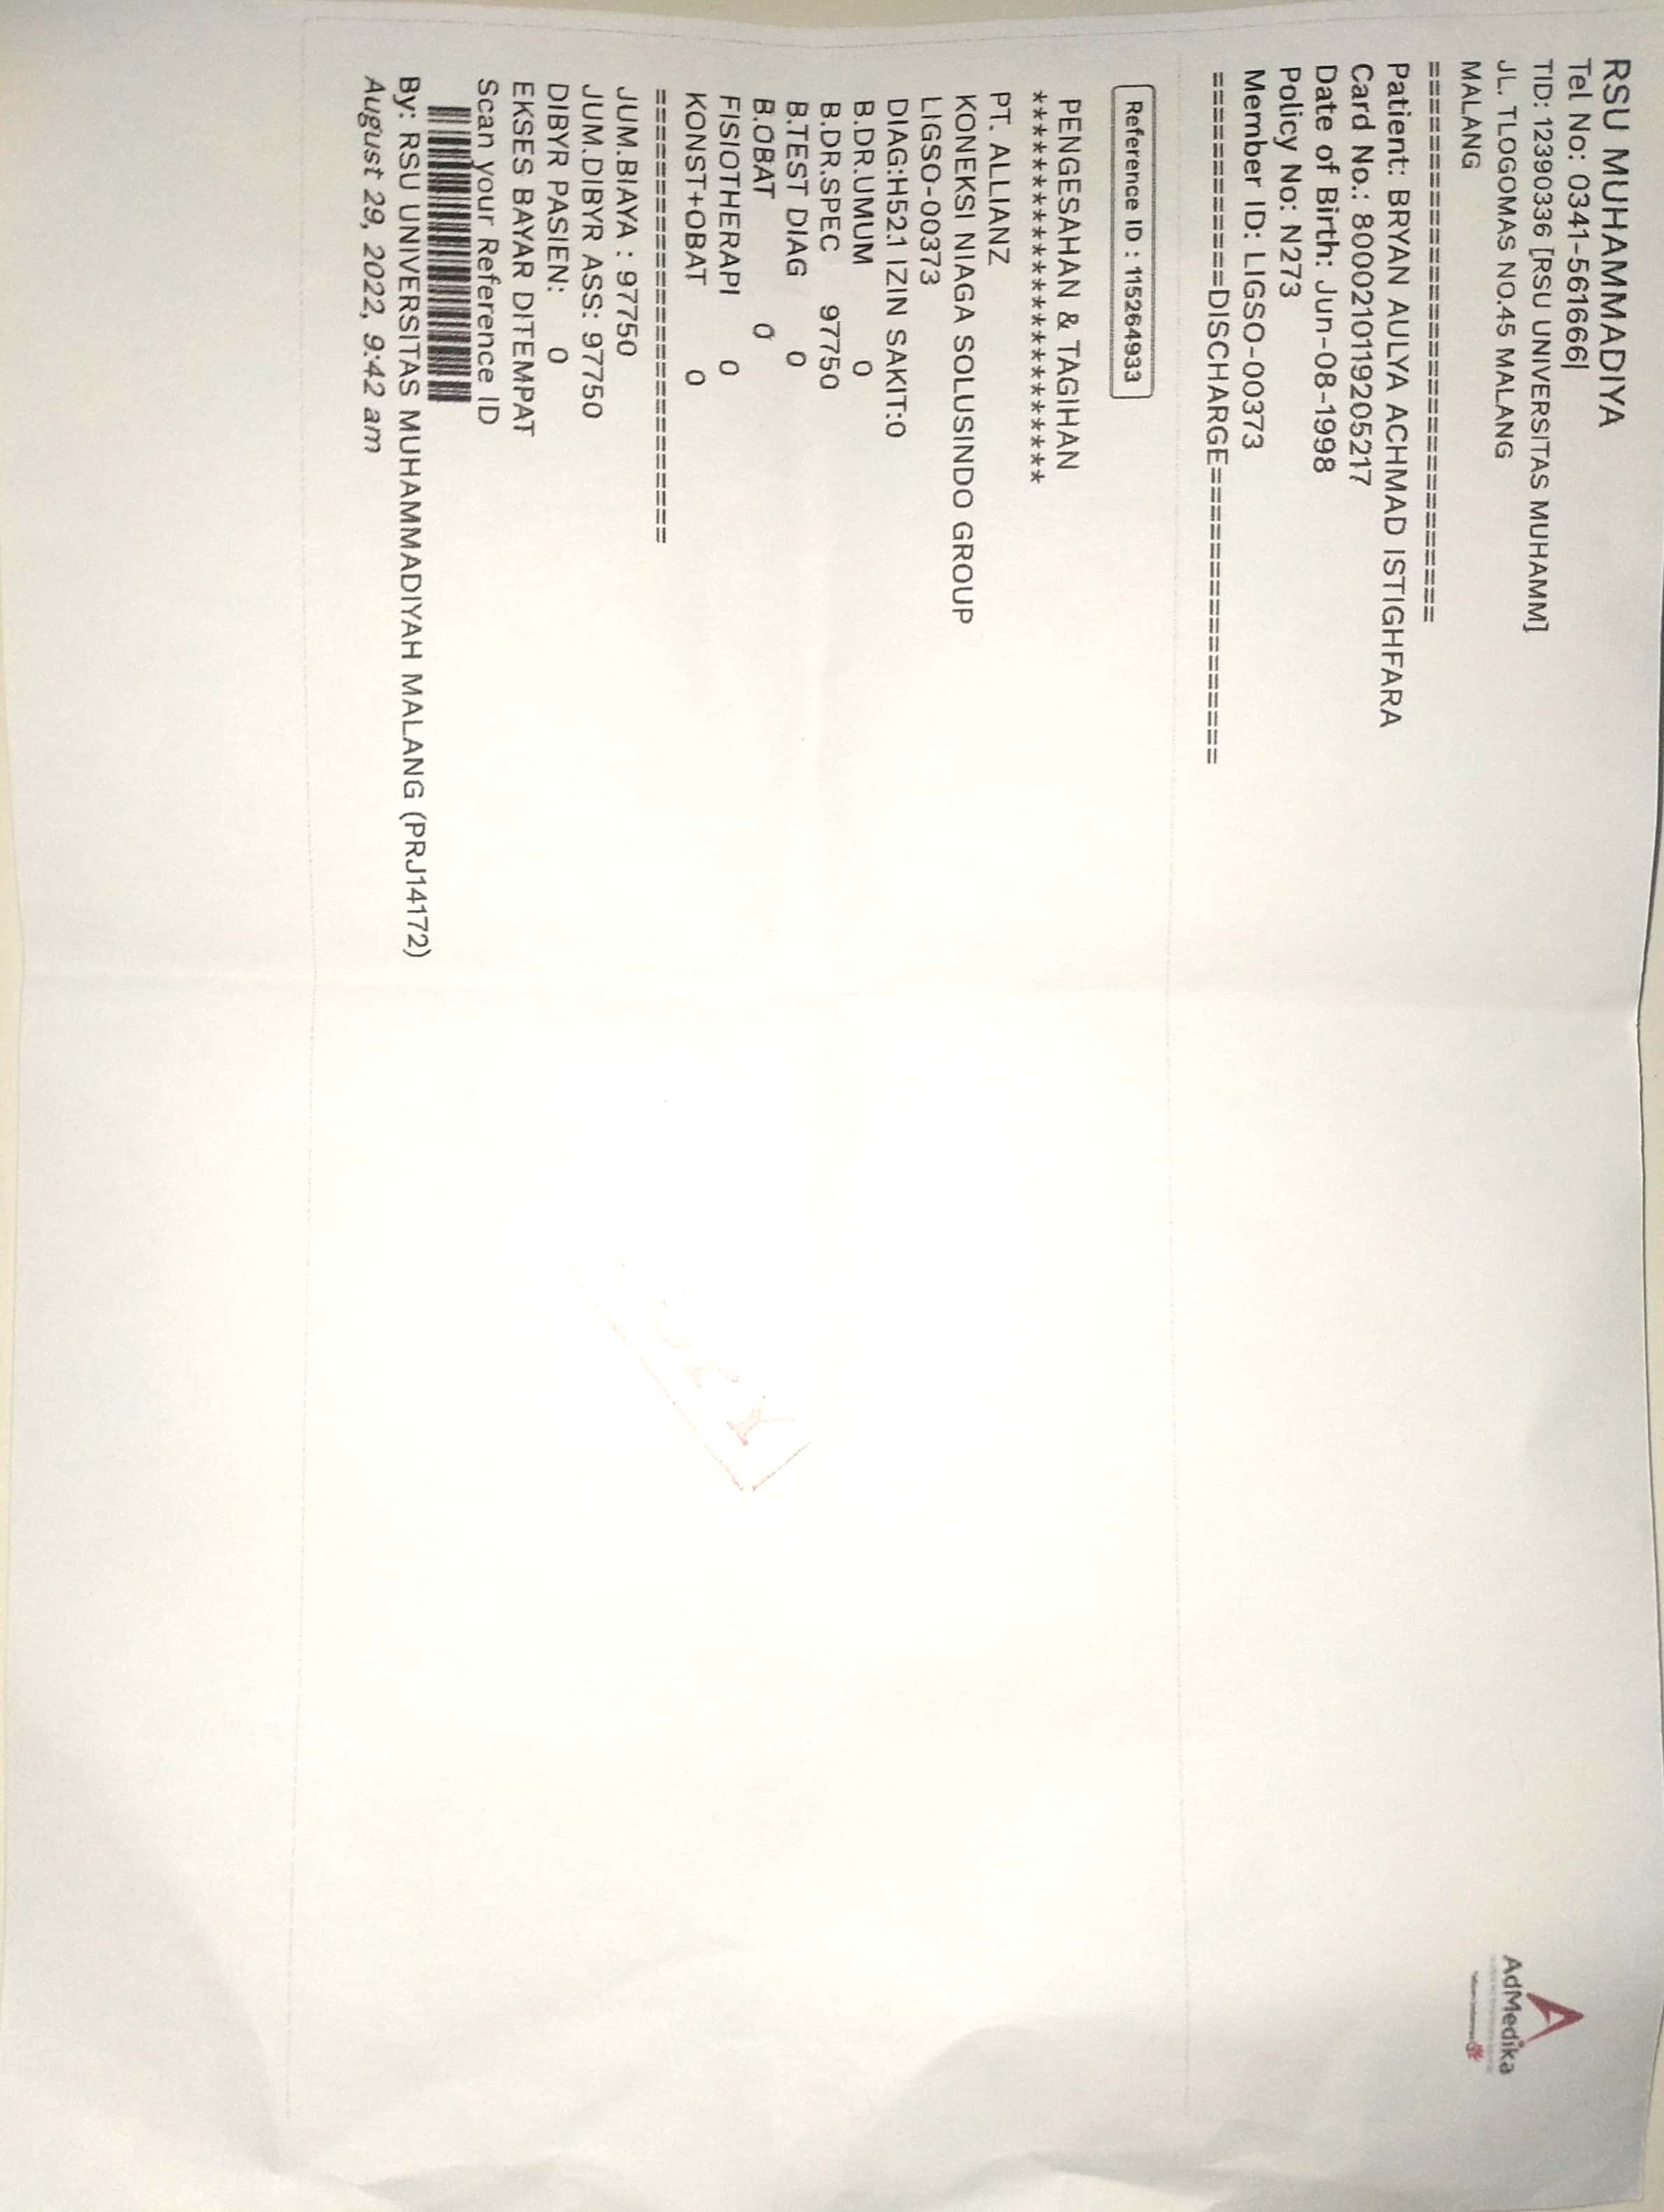 RSU MUHAMMADIYA
Tel No: 0341-561666|
TID: 12390336 [RSU UNIVERSITAS MUHAMM]
JL. TLOGOMAS NO.45 MALANG
MALANG
AdMedika
================================
Patient: BRYAN AULYA ACHMAD ISTIGHFARA
Card No.: 8000210119205217
Date of Birth: Jun-08-1998
Policy No: N273
Member ID: LIGSO-00373
============DISCHARGE=================
Reference ID : 115264933
PENGESAHAN & TAGIHAN
************************
PT. ALLIANZ
KONEKSI NIAGA SOLUSINDO GROUP
LIGSO-00373
DIAG:H52.1 IZIN SAKIT:0
B.DR.UMUM 0
B.DR.SPEC 97750
B.TEST DIAG 0
B.OBAT 0
FISIOTHERAPI 0
KONST+OBAT 0
==========================
JUM.BIAYA : 97750
JUM.DIBYR ASS: 97750
DIBYR PASIEN: 0
EKSES BAYAR DITEMPAT
Scan your Reference ID
By: RSU UNIVERSITAS MUHAMMADIYAH MALANG (PRJ14172)
August 29, 2022, 9:42 am